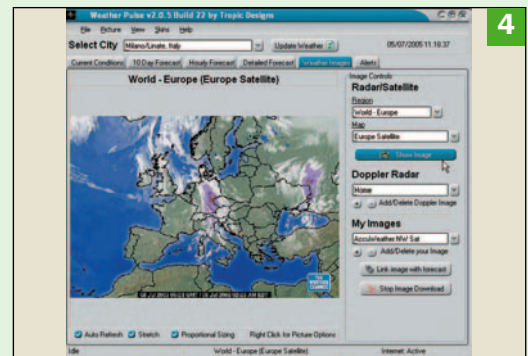 Weather Pulse v2.0.5 Build 22 by Tropic Designs
4
File Picture View Skins Help
Select City Milano/Linate, Italy Update Weather 05/07/2005 11.18.37
Current Conditions 10 Day Forecast Hourly Forecast Detailed Forecast Weather Images Alerts
World - Europe (Europe Satellite)
Image Controls
Radar/Satellite
Region
World - Europe
Map
Europe Satellite
Show Image
Doppler Radar
Home
Add/Delete Doppler Image
My Images
AccuWeather NW Sat
Add/Delete your Image
Link image with forecast
Stop Image Download
THE WEATHER CHANNEL
Auto Refresh Stretch Proportional Sizing Right Click for Picture Options
Idle World - Europe (Europe Satellite) Internet: Active